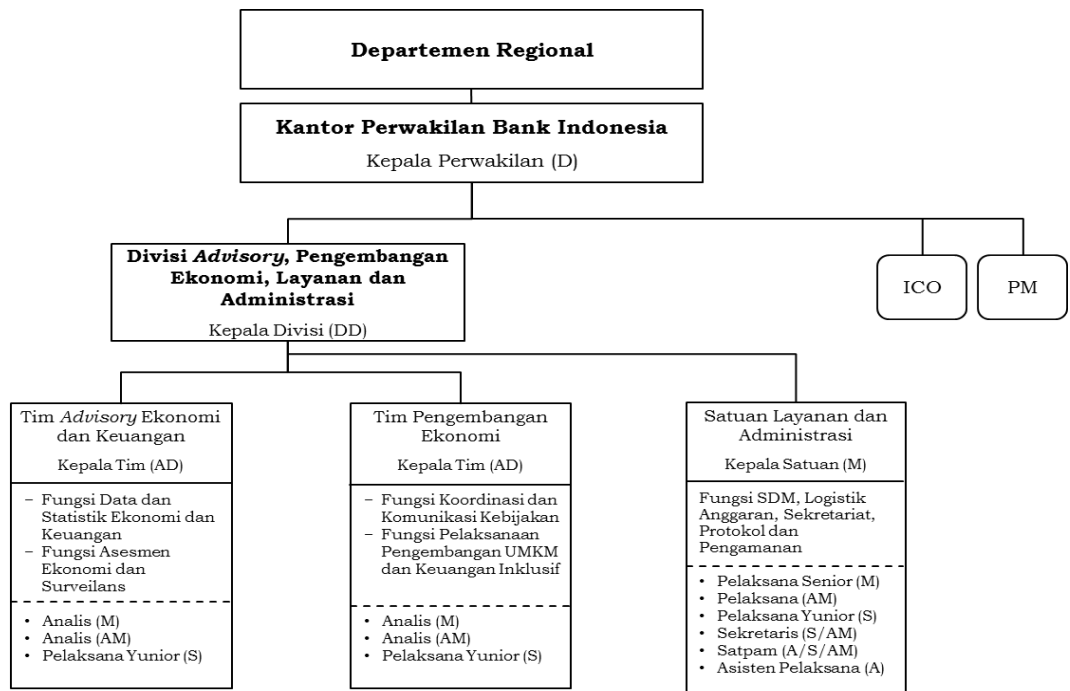 Departemen Regional
Kantor Perwakilan Bank Indonesia
Kepala Perwakilan (D)
Divisi Advisory, Pengembangan
Ekonomi, Layanan dan
Administrasi
Kepala Divisi (DD)
ICO
PM
Tim Advisory Ekonomi
dan Keuangan
Kepala Tim (AD)
– Fungsi Data dan
Statistik Ekonomi dan
Keuangan
– Fungsi Asesmen
Ekonomi dan
Surveilans
• Analis (M)
• Analis (AM)
• Pelaksana Yunior (S)
Tim Pengembangan
Ekonomi
Kepala Tim (AD)
– Fungsi Koordinasi dan
Komunikasi Kebijakan
– Fungsi Pelaksanaan
Pengembangan UMKM
dan Keuangan Inklusif
• Analis (M)
• Analis (AM)
• Pelaksana Yunior (S)
Satuan Layanan dan
Administrasi
Kepala Satuan (M)
Fungsi SDM, Logistik
Anggaran, Sekretariat,
Protokol dan
Pengamanan
• Pelaksana Senior (M)
• Pelaksana (AM)
• Pelaksana Yunior (S)
• Sekretaris (S/AM)
• Satpam (A/S/AM)
• Asisten Pelaksana (A)